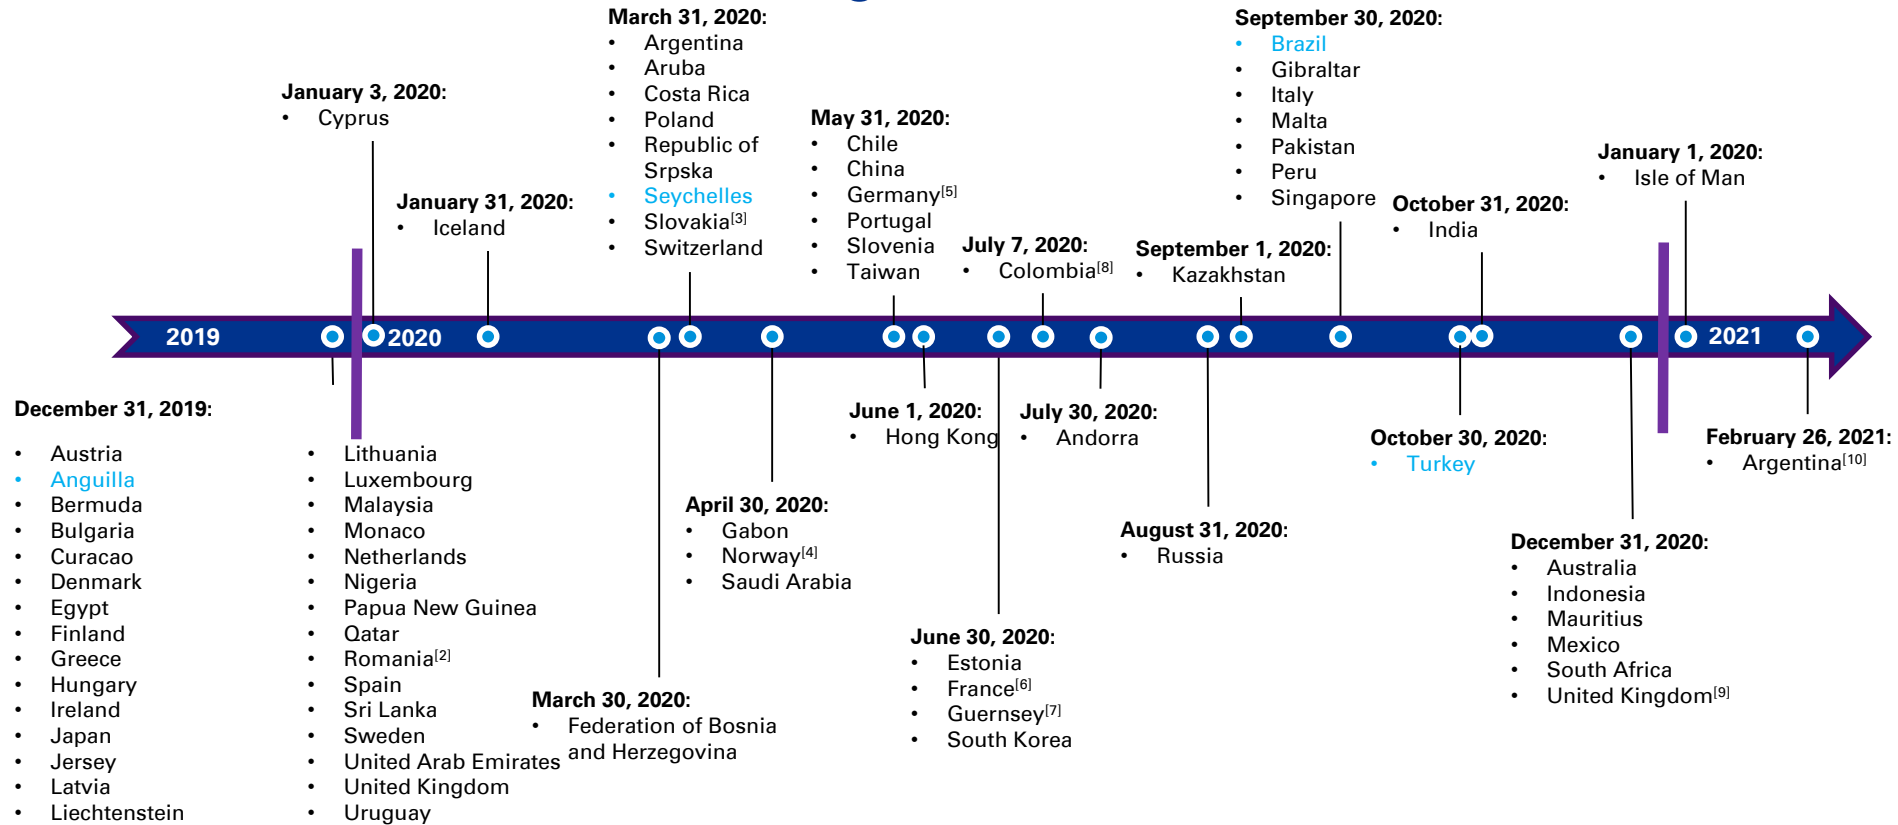 March 31, 2020:
• Argentina
• Aruba
• Costa Rica
• Poland
• Republic of
Srpska
• Seychelles
• Slovakia[3]
• Switzerland
September 30, 2020:
• Brazil
• Gibraltar
• Italy
• Malta
• Pakistan
• Peru
• Singapore
January 3, 2020:
• Cyprus
May 31, 2020:
• Chile
• China
• Germany[5]
• Portugal
• Slovenia
• Taiwan
January 1, 2020:
• Isle of Man
January 31, 2020:
• Iceland
October 31, 2020:
• India
July 7, 2020:
• Colombia[8]
September 1, 2020:
• Kazakhstan
2019
2020
2021
December 31, 2019:
• Austria
• Anguilla
• Bermuda
• Bulgaria
• Curacao
• Denmark
• Egypt
• Finland
• Greece
• Hungary
• Ireland
• Japan
• Jersey
• Latvia
• Liechtenstein
• Lithuania
• Luxembourg
• Malaysia
• Monaco
• Netherlands
• Nigeria
• Papua New Guinea
• Qatar
• Romania[2]
• Spain
• Sri Lanka
• Sweden
• United Arab Emirates
• United Kingdom
• Uruguay
March 30, 2020:
• Federation of Bosnia
and Herzegovina
April 30, 2020:
• Gabon
• Norway[4]
• Saudi Arabia
June 1, 2020:
• Hong Kong
June 30, 2020:
• Estonia
• France[6]
• Guernsey[7]
• South Korea
July 30, 2020:
• Andorra
August 31, 2020:
• Russia
October 30, 2020:
• Turkey
December 31, 2020:
• Australia
• Indonesia
• Mauritius
• Mexico
• South Africa
• United Kingdom[9]
February 26, 2021:
• Argentina[10]